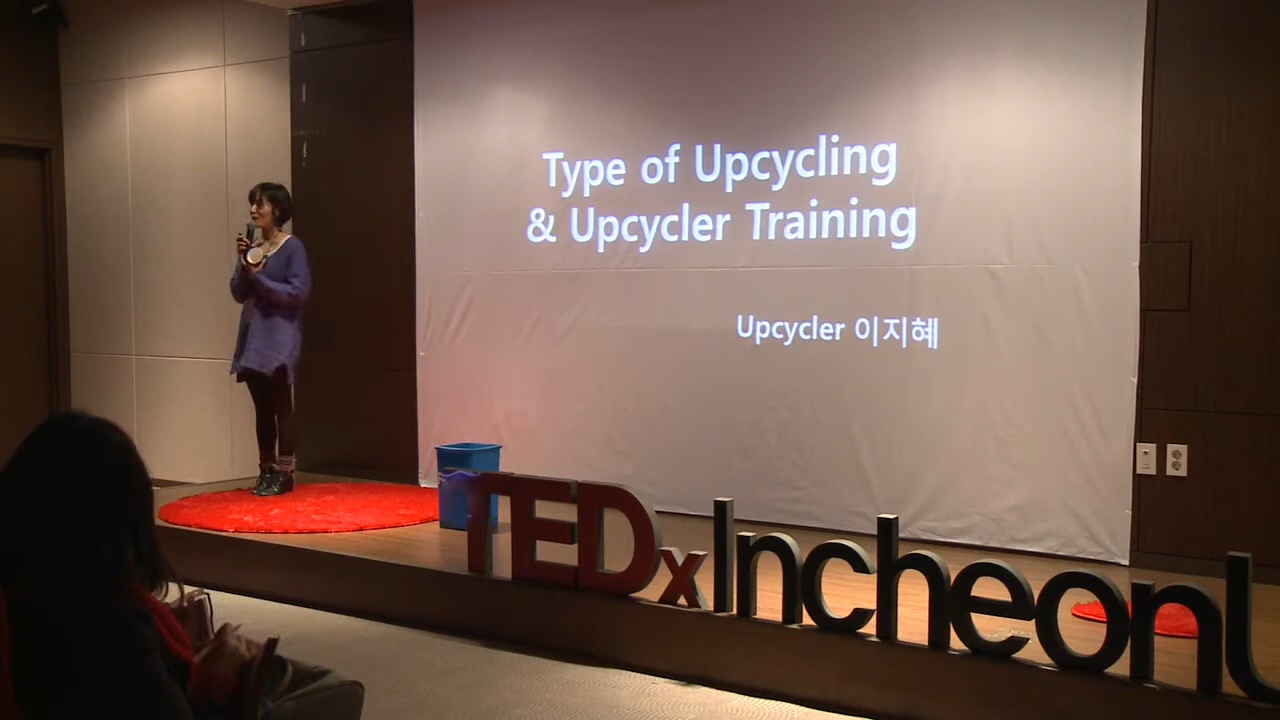 Type of Upcycling
& Upcycler Training
Upcycler 이지혜
TEDxIncheonU